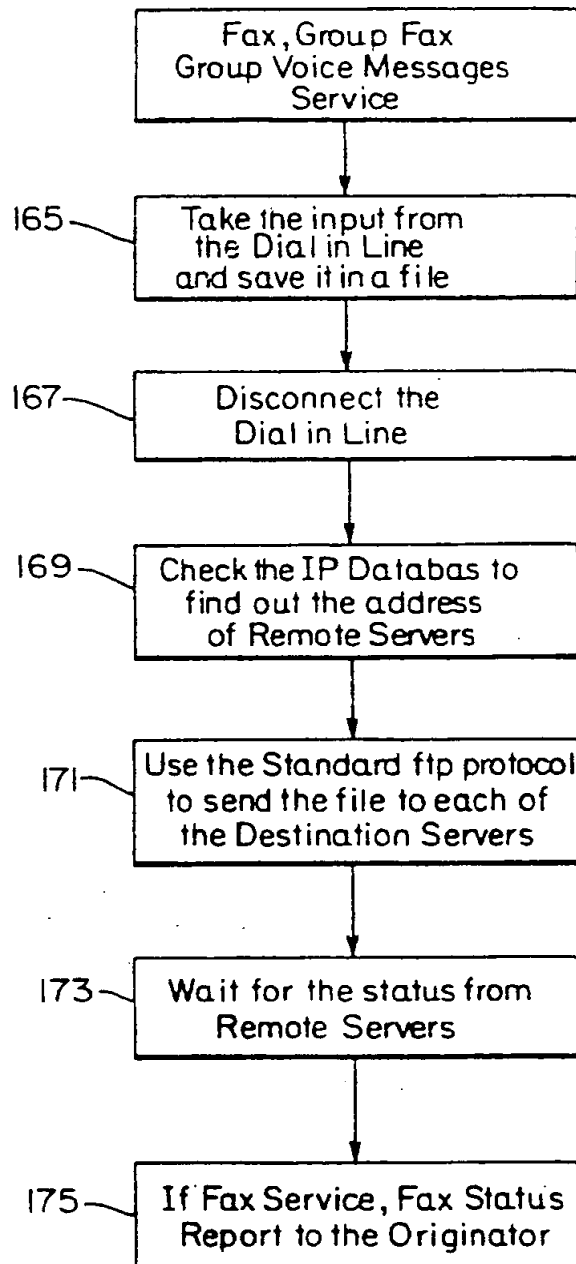 Fax, Group Fax
Group Voice Messages
Service
165
Take the input from
the Dial in Line
and save it in a file
167
Disconnect the
Dial in Line
169
Check the IP Databas to
find out the address
of Remote Servers
171
Use the Standard ftp protocol
to send the file to each of
the Destination Servers
173
Wait for the status from
Remote Servers
175
If Fax Service, Fax Status
Report to the Originator